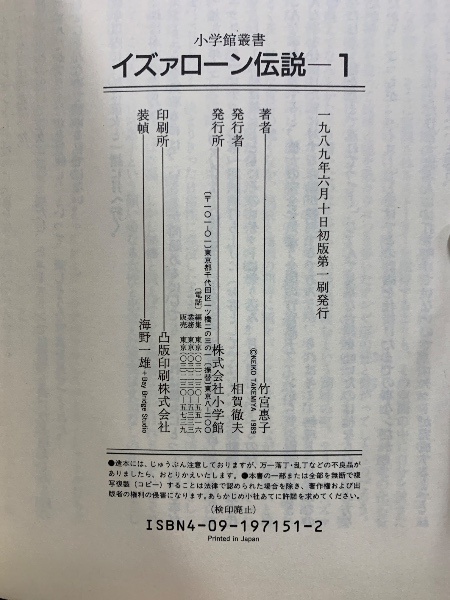 小学館叢書
イズァローン伝説—1
一九八九年六月十日初版第一刷発行
著者——竹宮惠子
©KEIKO TAKEMIYA 1989
発行者——相賀徹夫
発行所——株式会社小学館
印刷所——凸版印刷株式会社
装幀——海野一雄+Bay Bridge Studio
●造本には、じゅうぶん注意しておりますが、万一落丁・乱丁などの不良品が
ありましたら、おとりかえいたします。●本書の一部または全部を無断で複
写複製(コピー)することは法律で認められた場合を除き、著作権および出
版者の権利の侵害になります。あらかじめ小社あてに許諾を求めてください。
(検印廃止)
ISBN4-09-197151-2
Printed in Japan